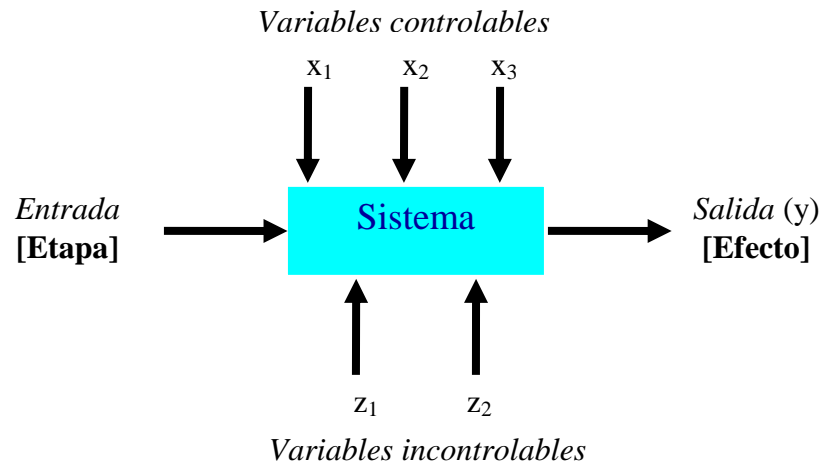 Variables controlables
x₁ x₂ x₃
Entrada
[Etapa]
Sistema
Salida (y)
[Efecto]
z₁ z₂
Variables incontrolables